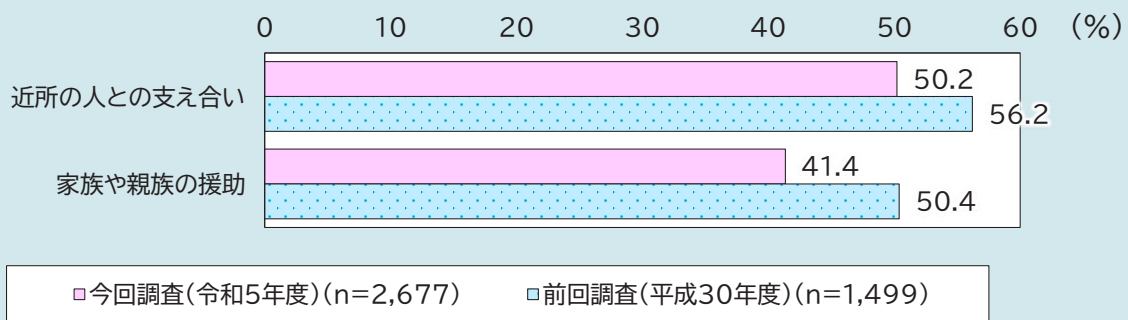 0 10 20 30 40 50 60 (%)
近所の人との支え合い
50.2
56.2
家族や親族の援助
41.4
50.4
今回調査(令和5年度)(n=2,677) 前回調査(平成30年度)(n=1,499)